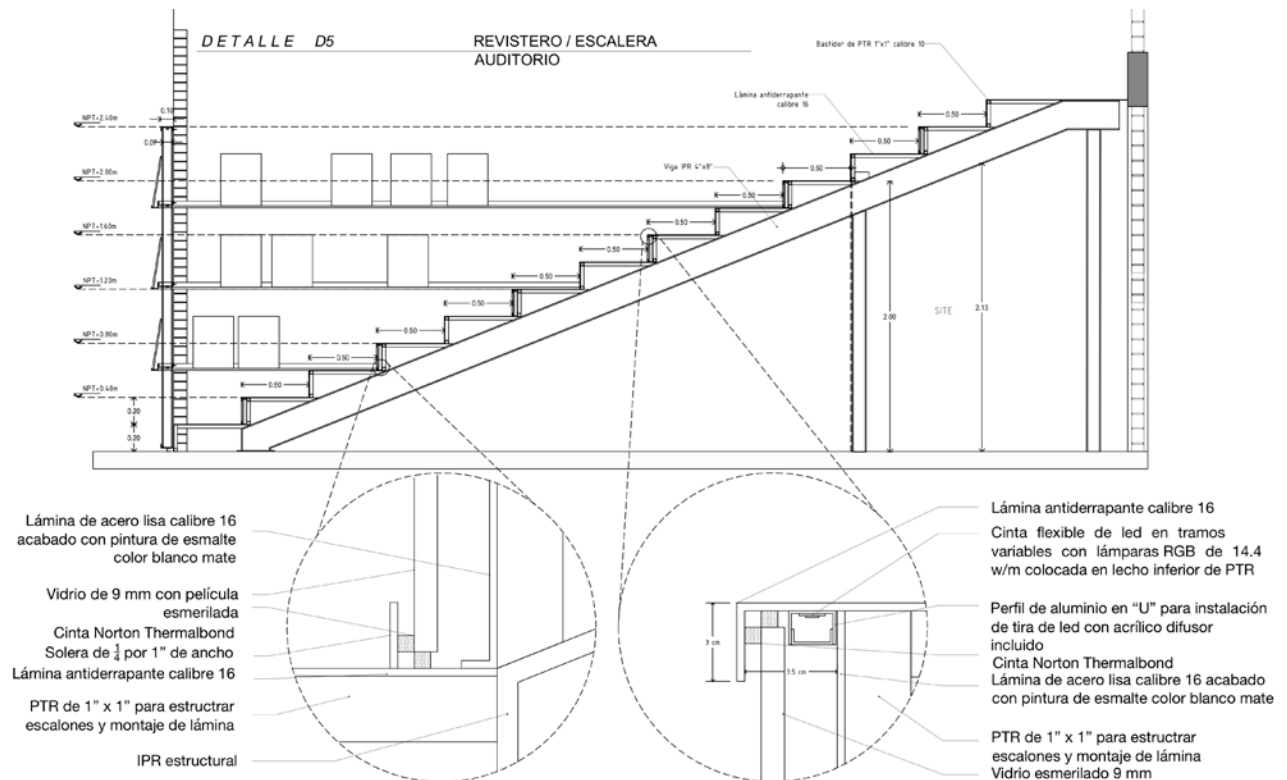 DETALLE D5
REVISTERO / ESCALERA
AUDITORIO
Bastidor de PTR 1"x1" calibre 10
Lámina antiderrapante
calibre 16
Viga IPR 4"x8"
0.10
NPT+2.40m
NPT+2.00m
NPT+1.60m
NPT+1.20m
NPT+0.80m
NPT+0.40m
0.20
0.20
0.50
0.50
0.50
0.50
0.50
0.50
0.50
0.50
0.50
0.50
0.50
2.00
SITE
2.13
Lámina de acero lisa calibre 16
acabado con pintura de esmalte
color blanco mate
Vidrio de 9 mm con película
esmerilada
Cinta Norton Thermalbond
Solera de 1/4 por 1” de ancho
Lámina antiderrapante calibre 16
PTR de 1” x 1” para estructrar
escalones y montaje de lámina
IPR estructural
3.5 cm
Lámina antiderrapante calibre 16
Cinta flexible de led en tramos
variables con lámparas RGB de 14.4
w/m colocada en lecho inferior de PTR
Perfil de aluminio en “U” para instalación
de tira de led con acrílico difusor
incluido
Cinta Norton Thermalbond
Lámina de acero lisa calibre 16 acabado
con pintura de esmalte color blanco mate
PTR de 1” x 1” para estructrar
escalones y montaje de lámina
Vidrio esmerilado 9 mm